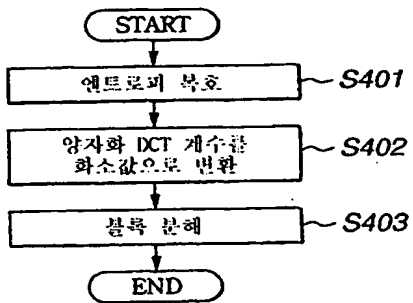 START
엔트로피 복호
S401
양자화 DCT 계수를
화소값으로 변환
S402
블록 분해
S403
END